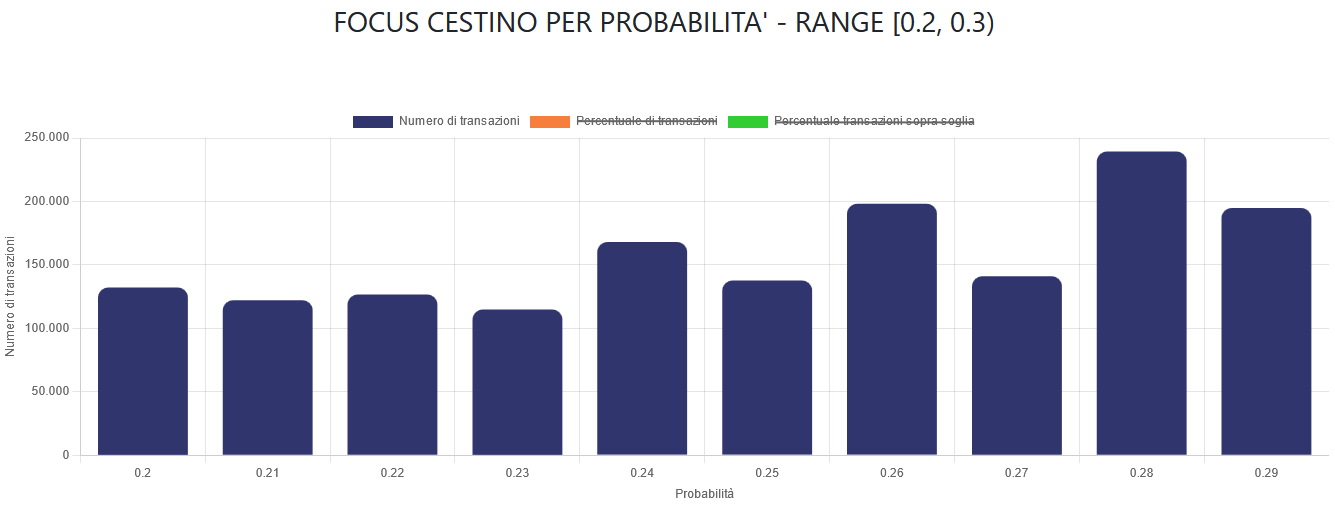 FOCUS CESTINO PER PROBABILITA' - RANGE [0.2, 0.3)
Numero di transazioni Percentuale di transazioni Percentuale transazioni sopra soglia
Numero di transazioni
250.000
200.000
150.000
100.000
50.000
0
0.2 0.21 0.22 0.23 0.24 0.25 0.26 0.27 0.28 0.29
Probabilità